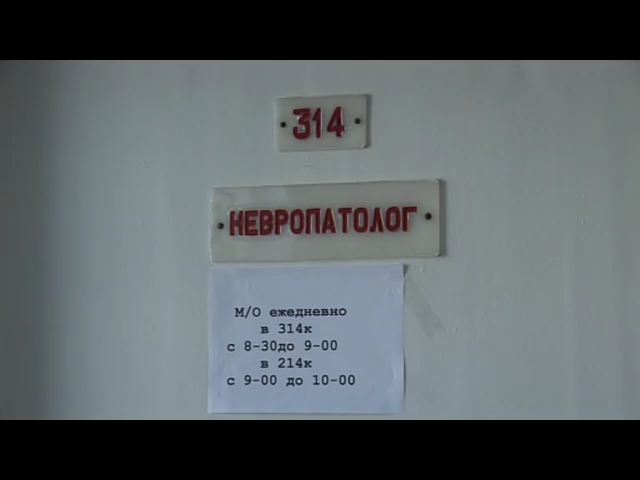 314
НЕВРОПАТОЛОГ
М/О ежедневно
в 314к
с 8-30до 9-00
в 214к
с 9-00 до 10-00